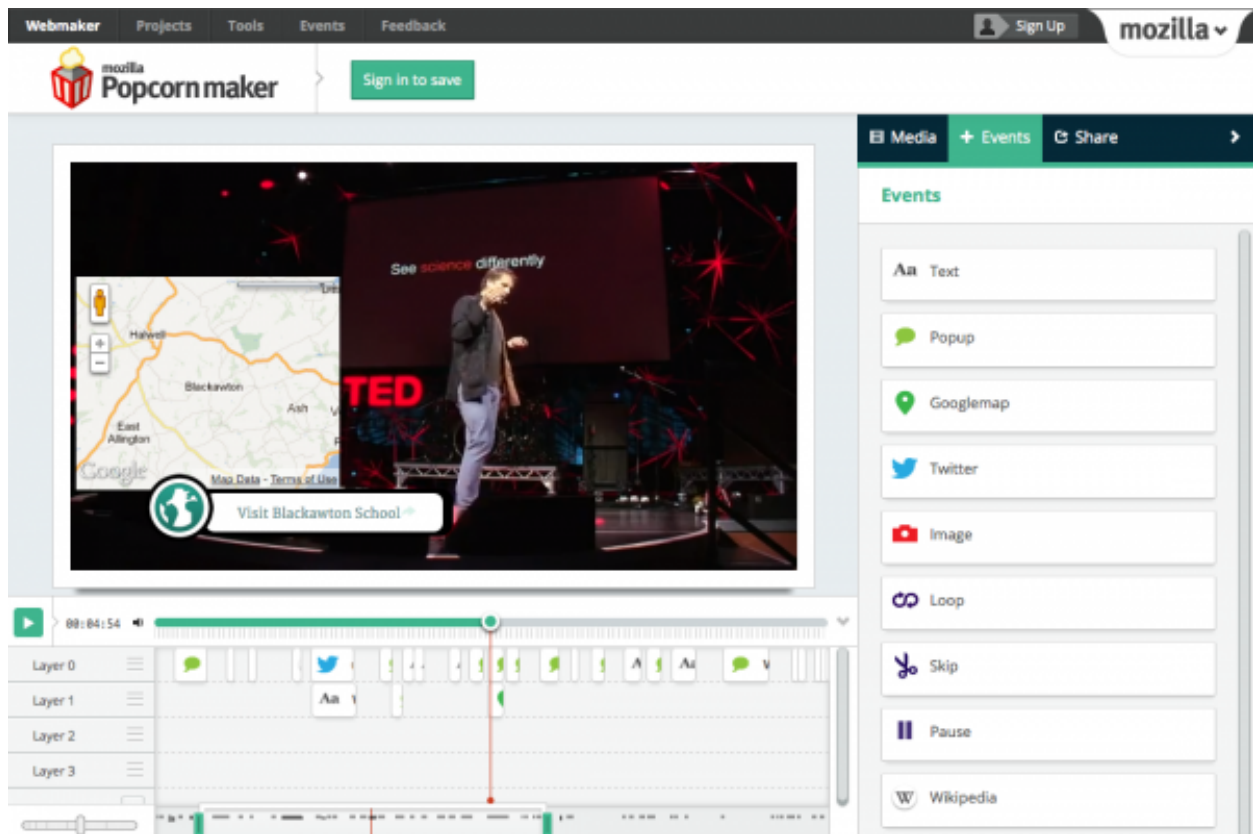 Webmaker Projects Tools Events Feedback Sign Up mozilla
mozilla
Popcorn maker
Sign in to save
Media + Events Share
Events
See science differently
Halwell
Blackawton
Ash
East
Allington
TED
Google
Map Data - Terms of Use
Visit Blackawton School
Aa Text
Popup
Googlemap
Twitter
Image
Loop
Skip
Pause
W Wikipedia
00:04:54
Layer 0
Layer 1
Aa
Layer 2
Layer 3